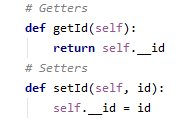 # Getters
def getId(self):
    return self.__id
# Setters
def setId(self, id):
    self.__id = id